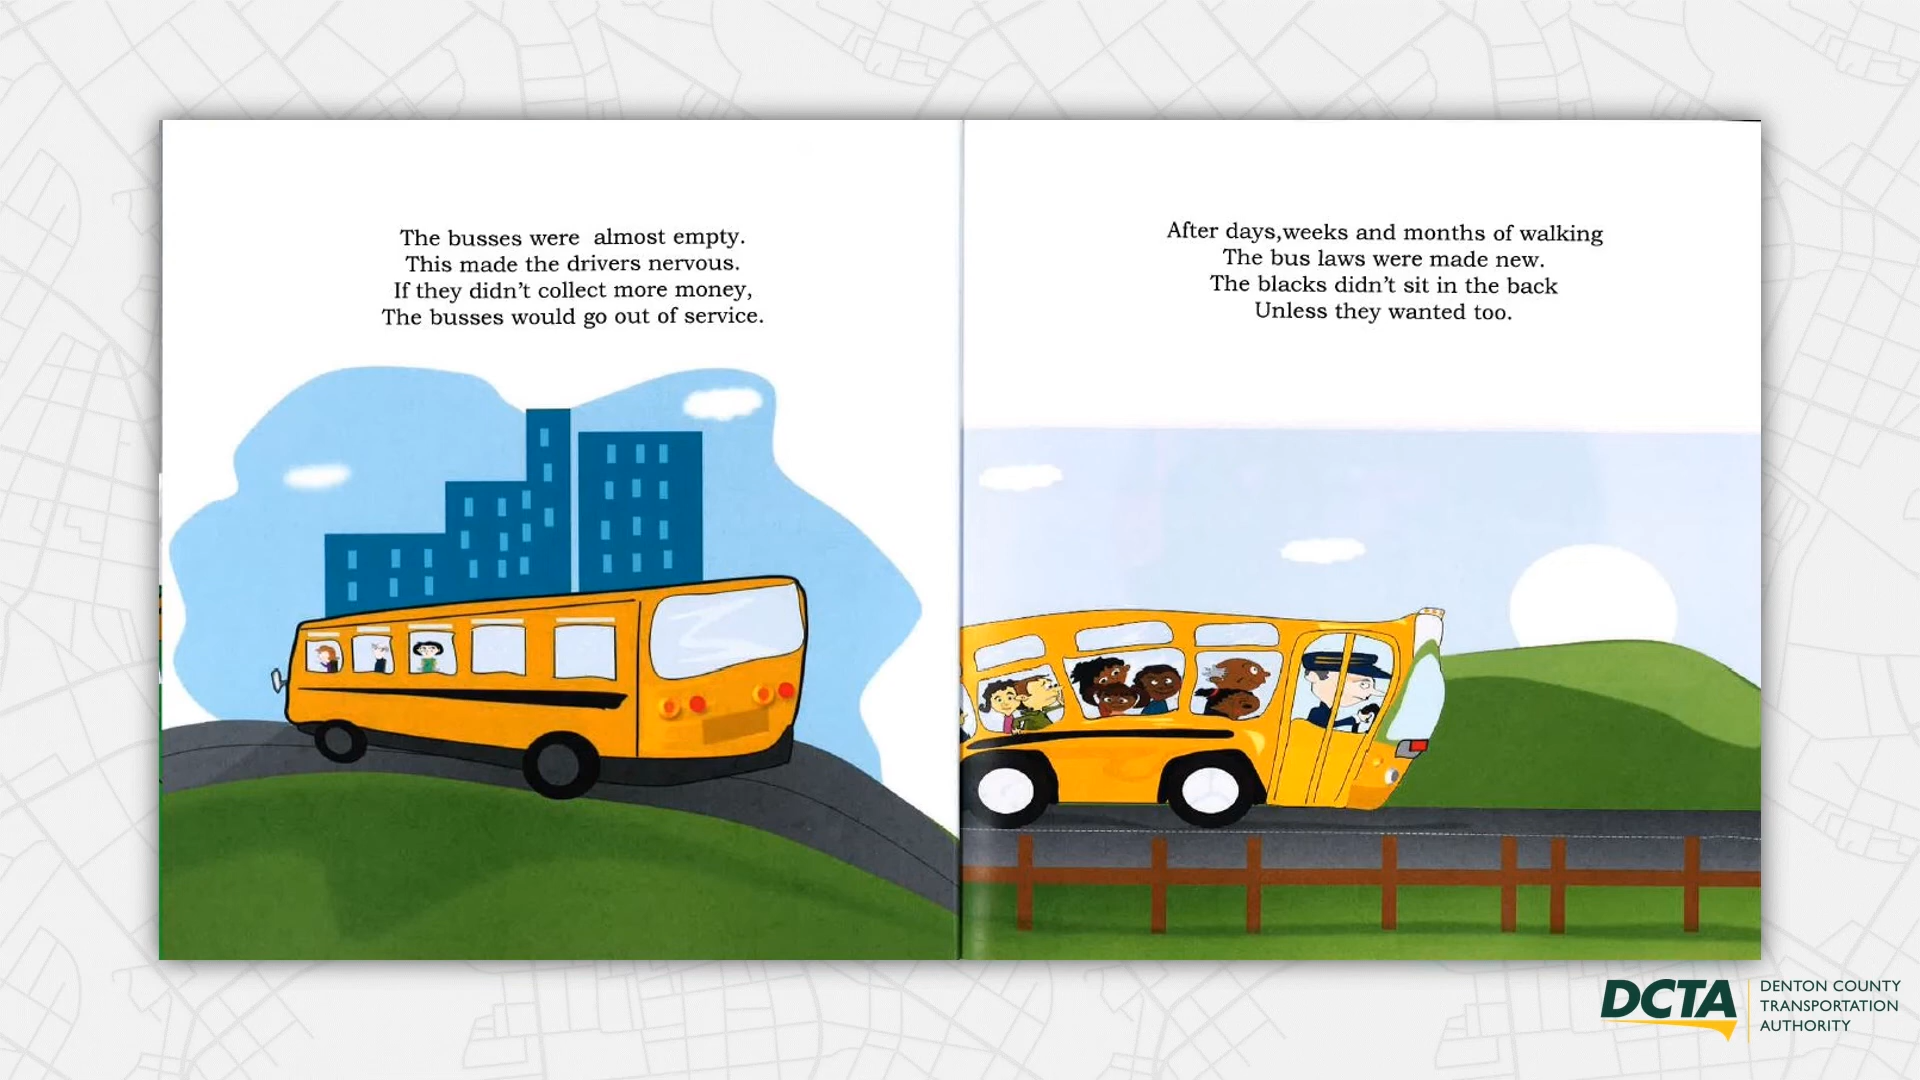 The busses were  almost empty.
This made the drivers nervous.
If they didn't collect more money,
The busses would go out of service.
After days,weeks and months of walking
The bus laws were made new.
The blacks didn't sit in the back
Unless they wanted too.
DCTA
DENTON COUNTY
TRANSPORTATION
AUTHORITY